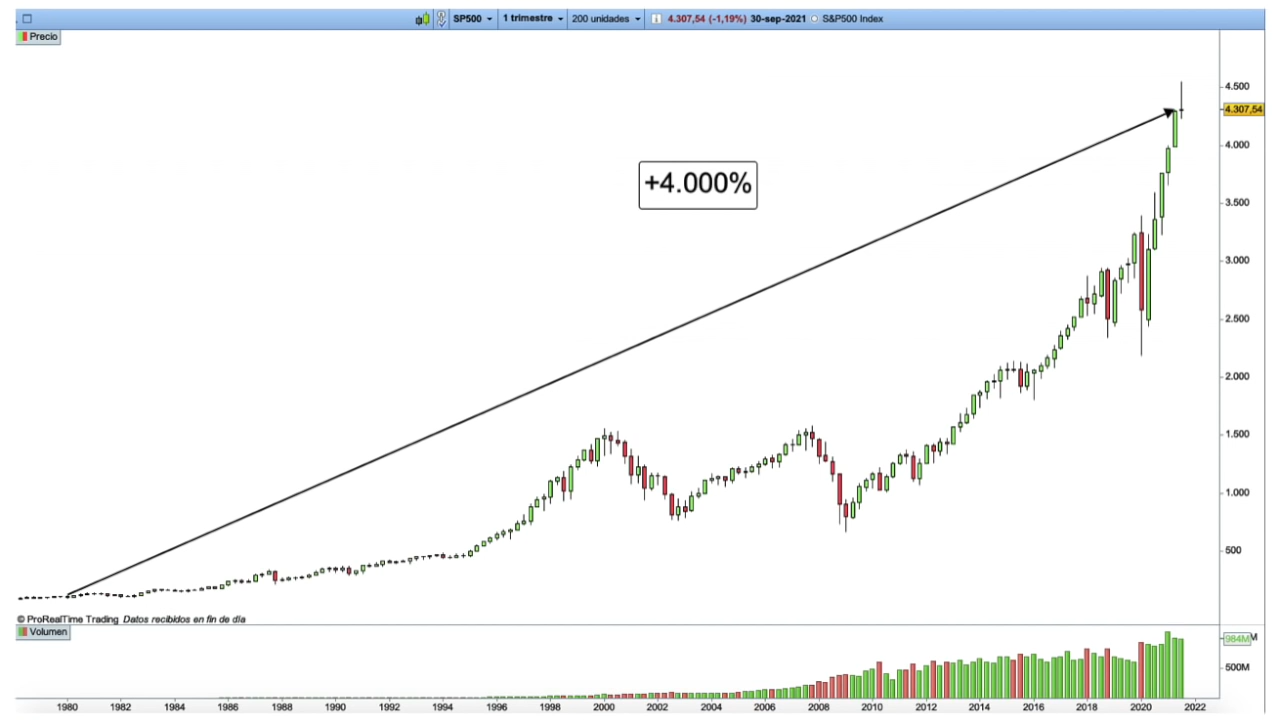 SP500 1 trimestre 200 unidades 4.307,54 (-1,19%) 30-sep-2021 S&P500 Index
Precio
4.500
4.307,54
4.000
+4.000%
3.500
3.000
2.500
2.000
1.500
1.000
500
© ProRealTime Trading Datos recibidos en fin de día
Volumen
984M M
500M
1980 1982 1984 1986 1988 1990 1992 1994 1996 1998 2000 2002 2004 2006 2008 2010 2012 2014 2016 2018 2020 2022